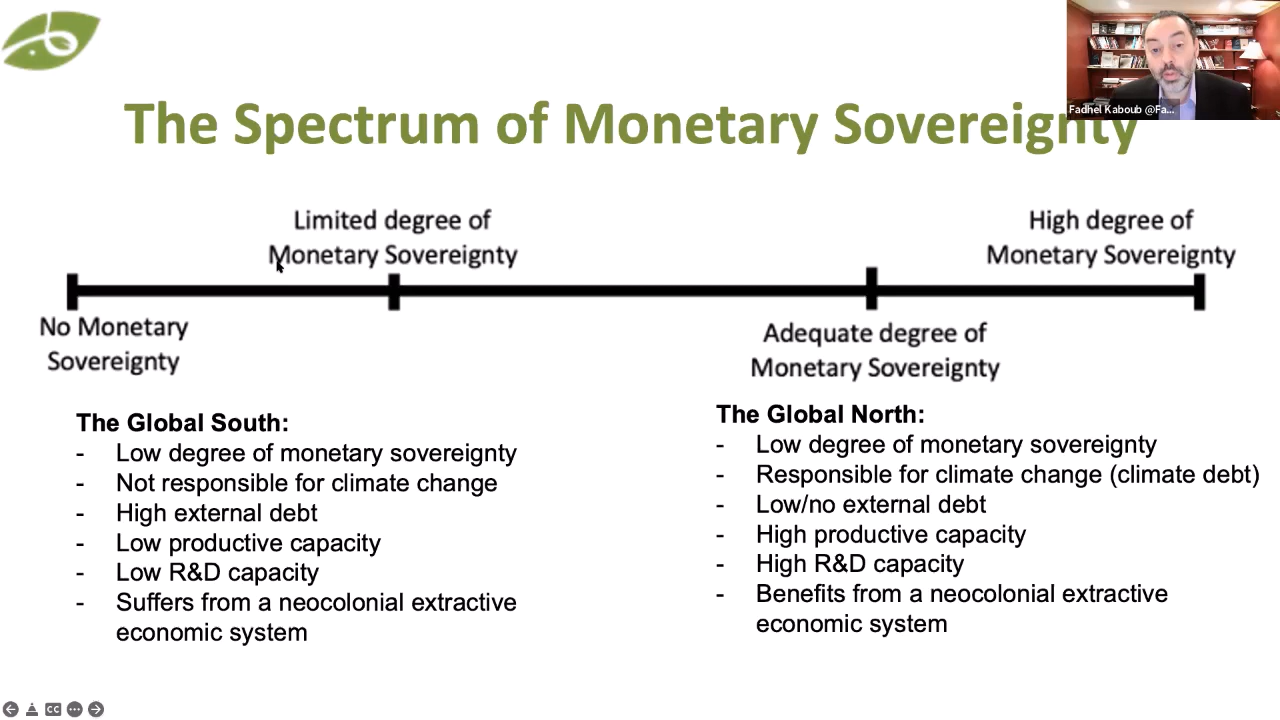 The Spectrum of Monetary Sovereignty
Fadhel Kaboub @Fa...
Limited degree of
Monetary Sovereignty
High degree of
Monetary Sovereignty
No Monetary
Sovereignty
Adequate degree of
Monetary Sovereignty
The Global South:
- Low degree of monetary sovereignty
- Not responsible for climate change
- High external debt
- Low productive capacity
- Low R&D capacity
- Suffers from a neocolonial extractive
economic system
The Global North:
- Low degree of monetary sovereignty
- Responsible for climate change (climate debt)
- Low/no external debt
- High productive capacity
- High R&D capacity
- Benefits from a neocolonial extractive
economic system
CC